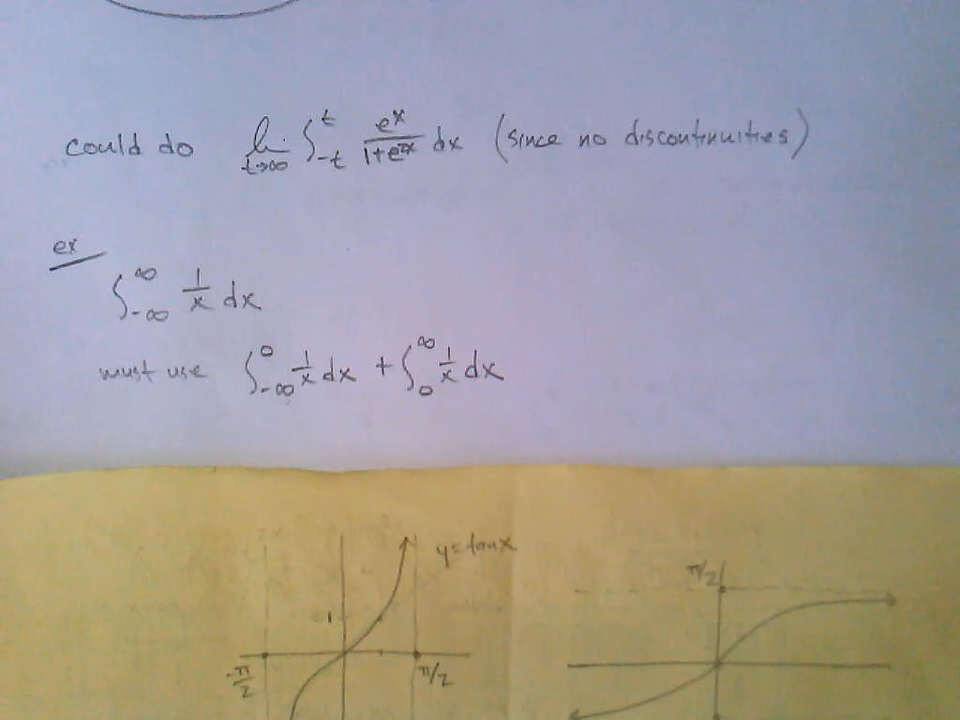 could do lim t→∞ ∫_{-t}^{t} e^x/(1+e^{2x}) dx (since no discontinuities)
ex
∫_{-∞}^{∞} 1/x dx
must use ∫_{-∞}^{0} 1/x dx + ∫_{0}^{∞} 1/x dx
y=tanx
π/2
1
-π/2
π/2